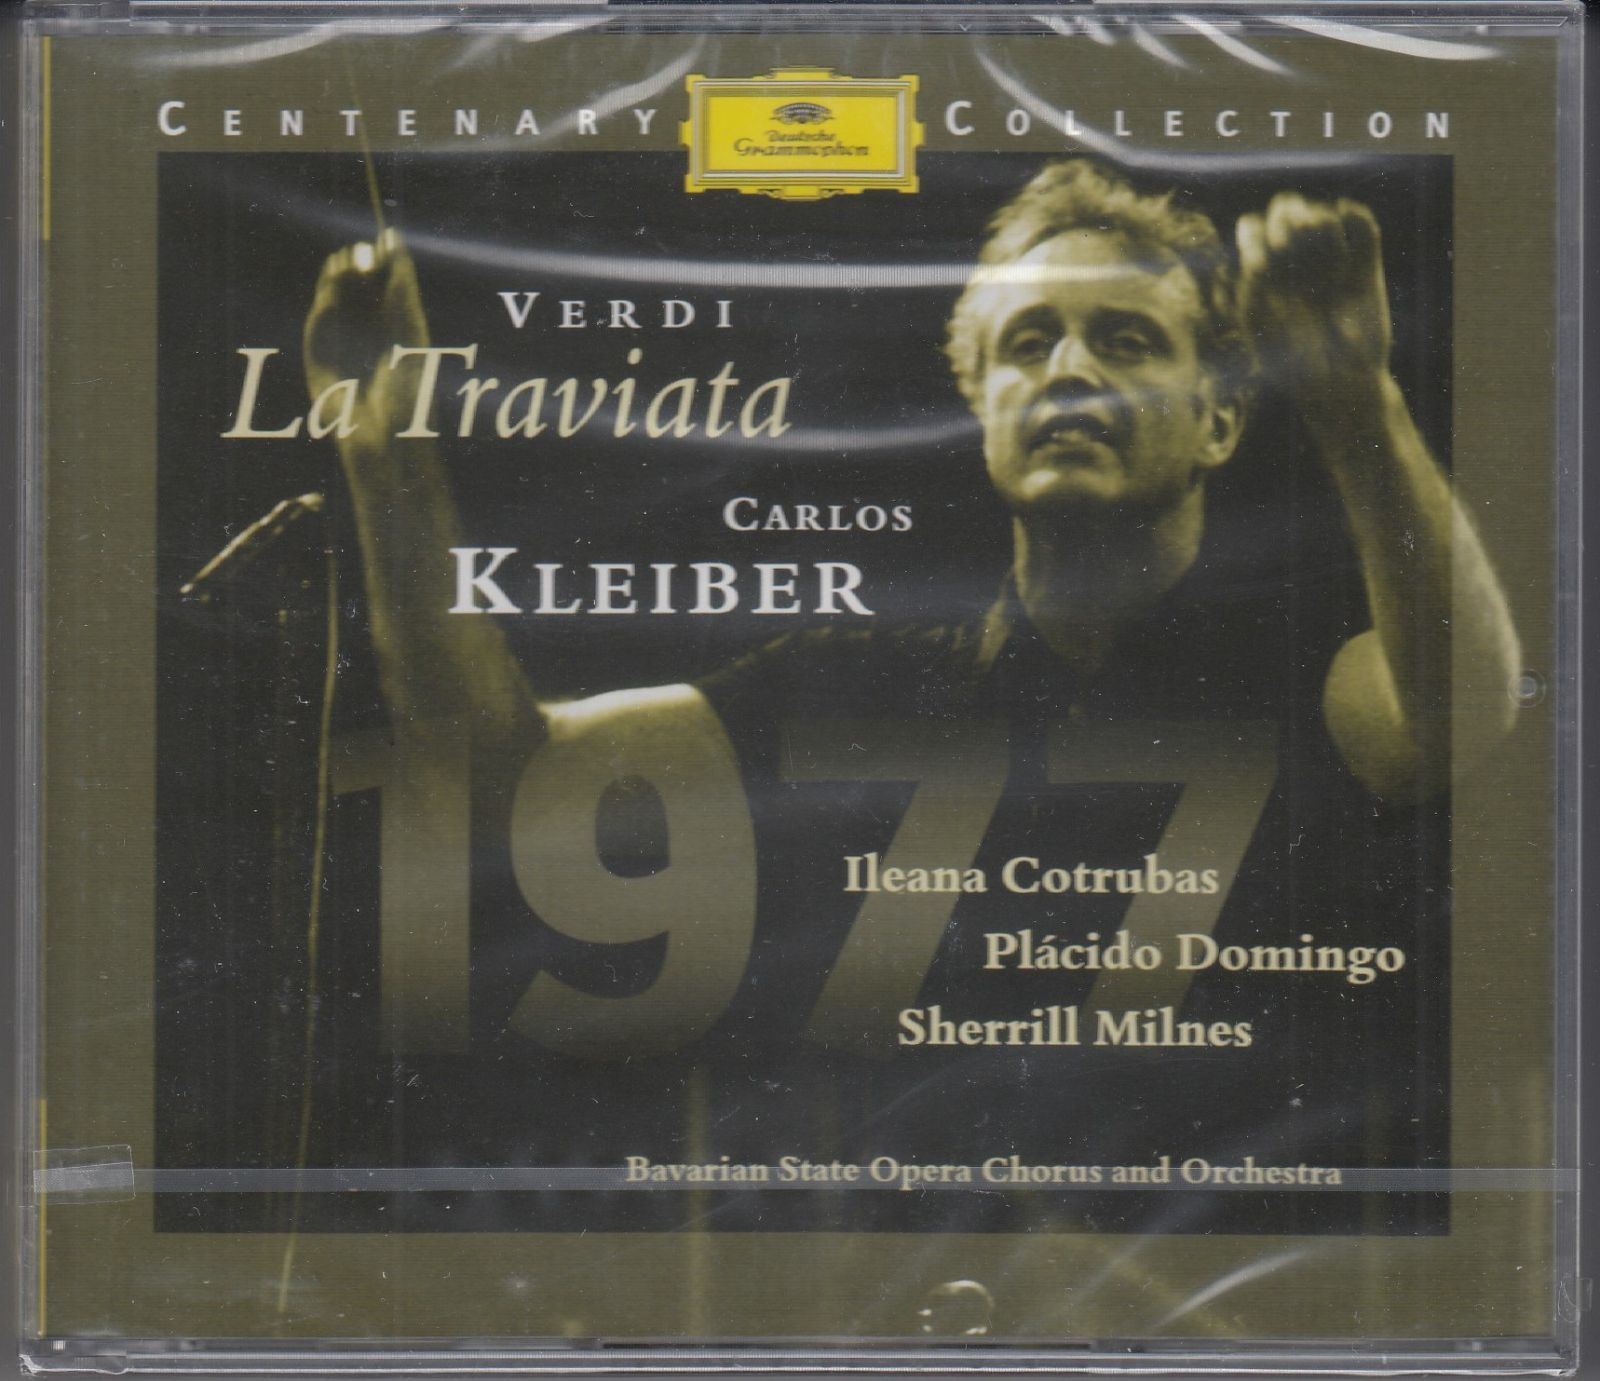 CENTENARY COLLECTION
Deutsche
Grammophon
VERDI
La Traviata
CARLOS
KLEIBER
1977
Ileana Cotrubas
Plácido Domingo
Sherrill Milnes
Bavarian State Opera Chorus and Orchestra